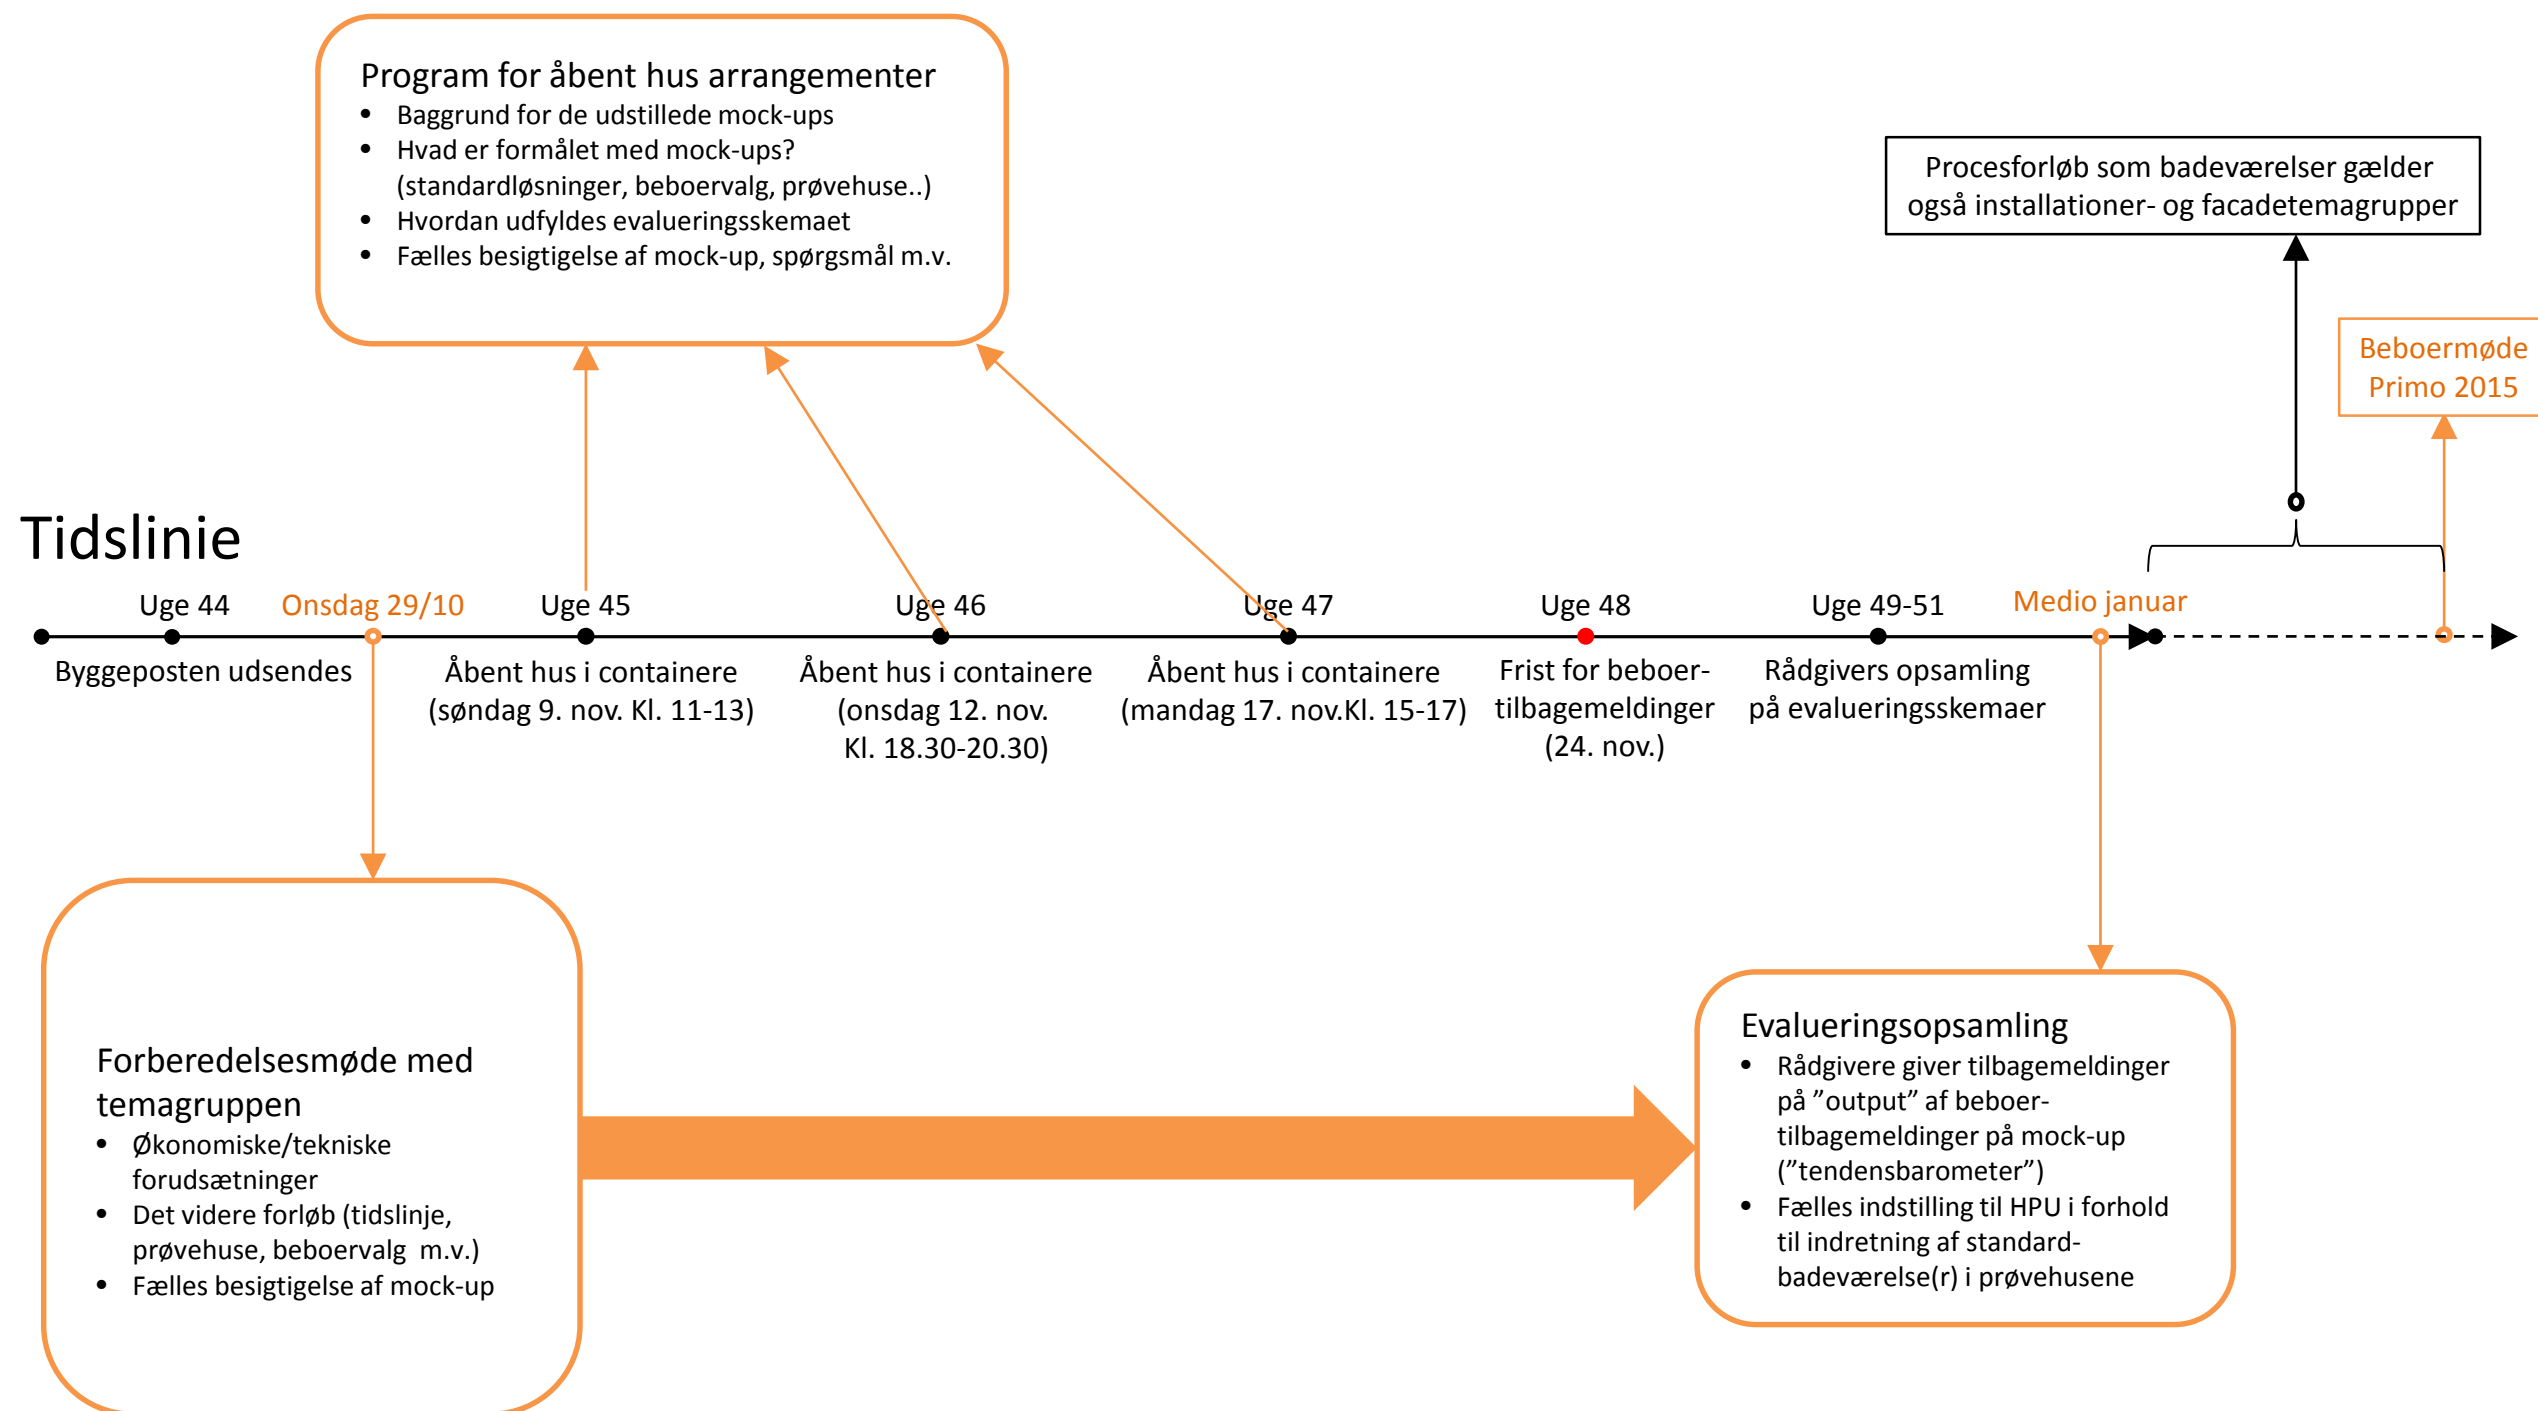 Program for åbent hus arrangementer
• Baggrund for de udstillede mock-ups
• Hvad er formålet med mock-ups?
(standardløsninger, beboervalg, prøvehuse..)
• Hvordan udfyldes evalueringsskemaet
• Fælles besigtigelse af mock-up, spørgsmål m.v.
Procesforløb som badeværelser gælder
også installationer- og facadetemagrupper
Beboermøde
Primo 2015
Tidslinie
Uge 44
Byggeposten udsendes
Onsdag 29/10
Uge 45
Åbent hus i containere
(søndag 9. nov. Kl. 11-13)
Uge 46
Åbent hus i containere
(onsdag 12. nov.
Kl. 18.30-20.30)
Uge 47
Åbent hus i containere
(mandag 17. nov.Kl. 15-17)
Uge 48
Frist for beboer-
tilbagemeldinger
(24. nov.)
Uge 49-51
Rådgivers opsamling
på evalueringsskemaer
Medio januar
Forberedelsesmøde med
temagruppen
• Økonomiske/tekniske
forudsætninger
• Det videre forløb (tidslinje,
prøvehuse, beboervalg  m.v.)
• Fælles besigtigelse af mock-up
Evalueringsopsamling
• Rådgivere giver tilbagemeldinger
på ”output” af beboer-
tilbagemeldinger på mock-up
(”tendensbarometer”)
• Fælles indstilling til HPU i forhold
til indretning af standard-
badeværelse(r) i prøvehusene